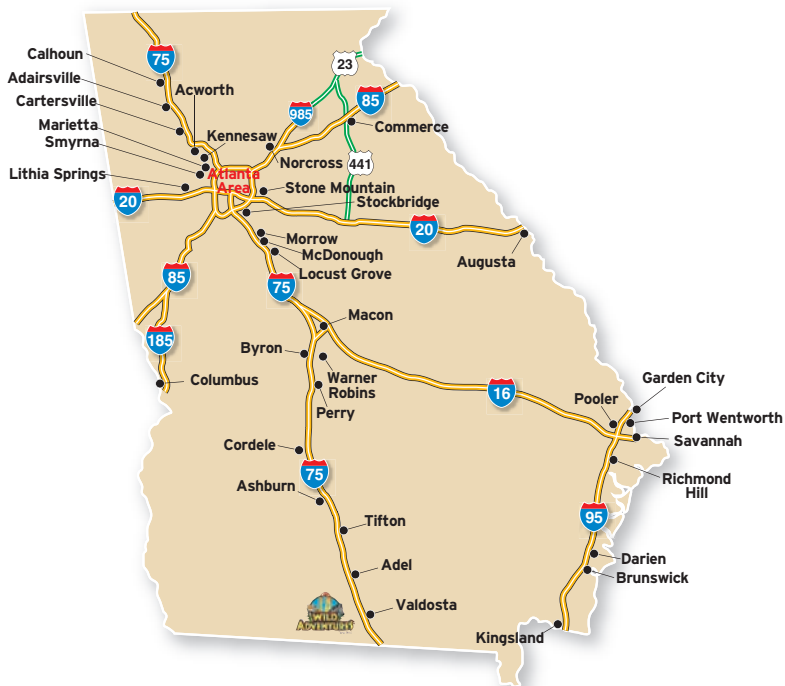 23
Calhoun
75
Adairsville
Acworth
Cartersville
985
85
Marietta
Kennesaw
Commerce
Smyrna
Norcross
441
Lithia Springs
Atlanta
Area
Stone Mountain
20
Stockbridge
20
Morrow
McDonough
Augusta
Locust Grove
85
75
Macon
185
Byron
Warner
Robins
Columbus
Garden City
16
Pooler
Perry
Port Wentworth
Savannah
Cordele
75
Richmond
Hill
Ashburn
95
Tifton
Darien
Adel
Brunswick
WILD
ADVENTURES
Valdosta
Kingsland